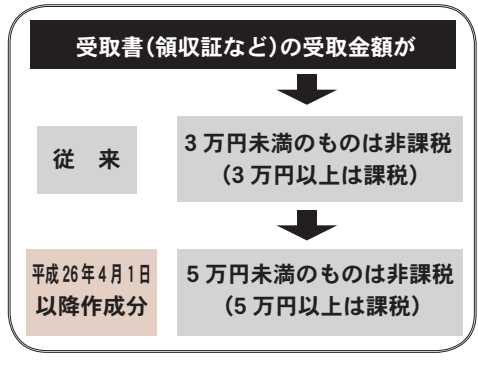 受取書(領収証など)の受取金額が
従　来
3万円未満のものは非課税
(3万円以上は課税)
平成26年4月1日
以降作成分
5万円未満のものは非課税
(5万円以上は課税)